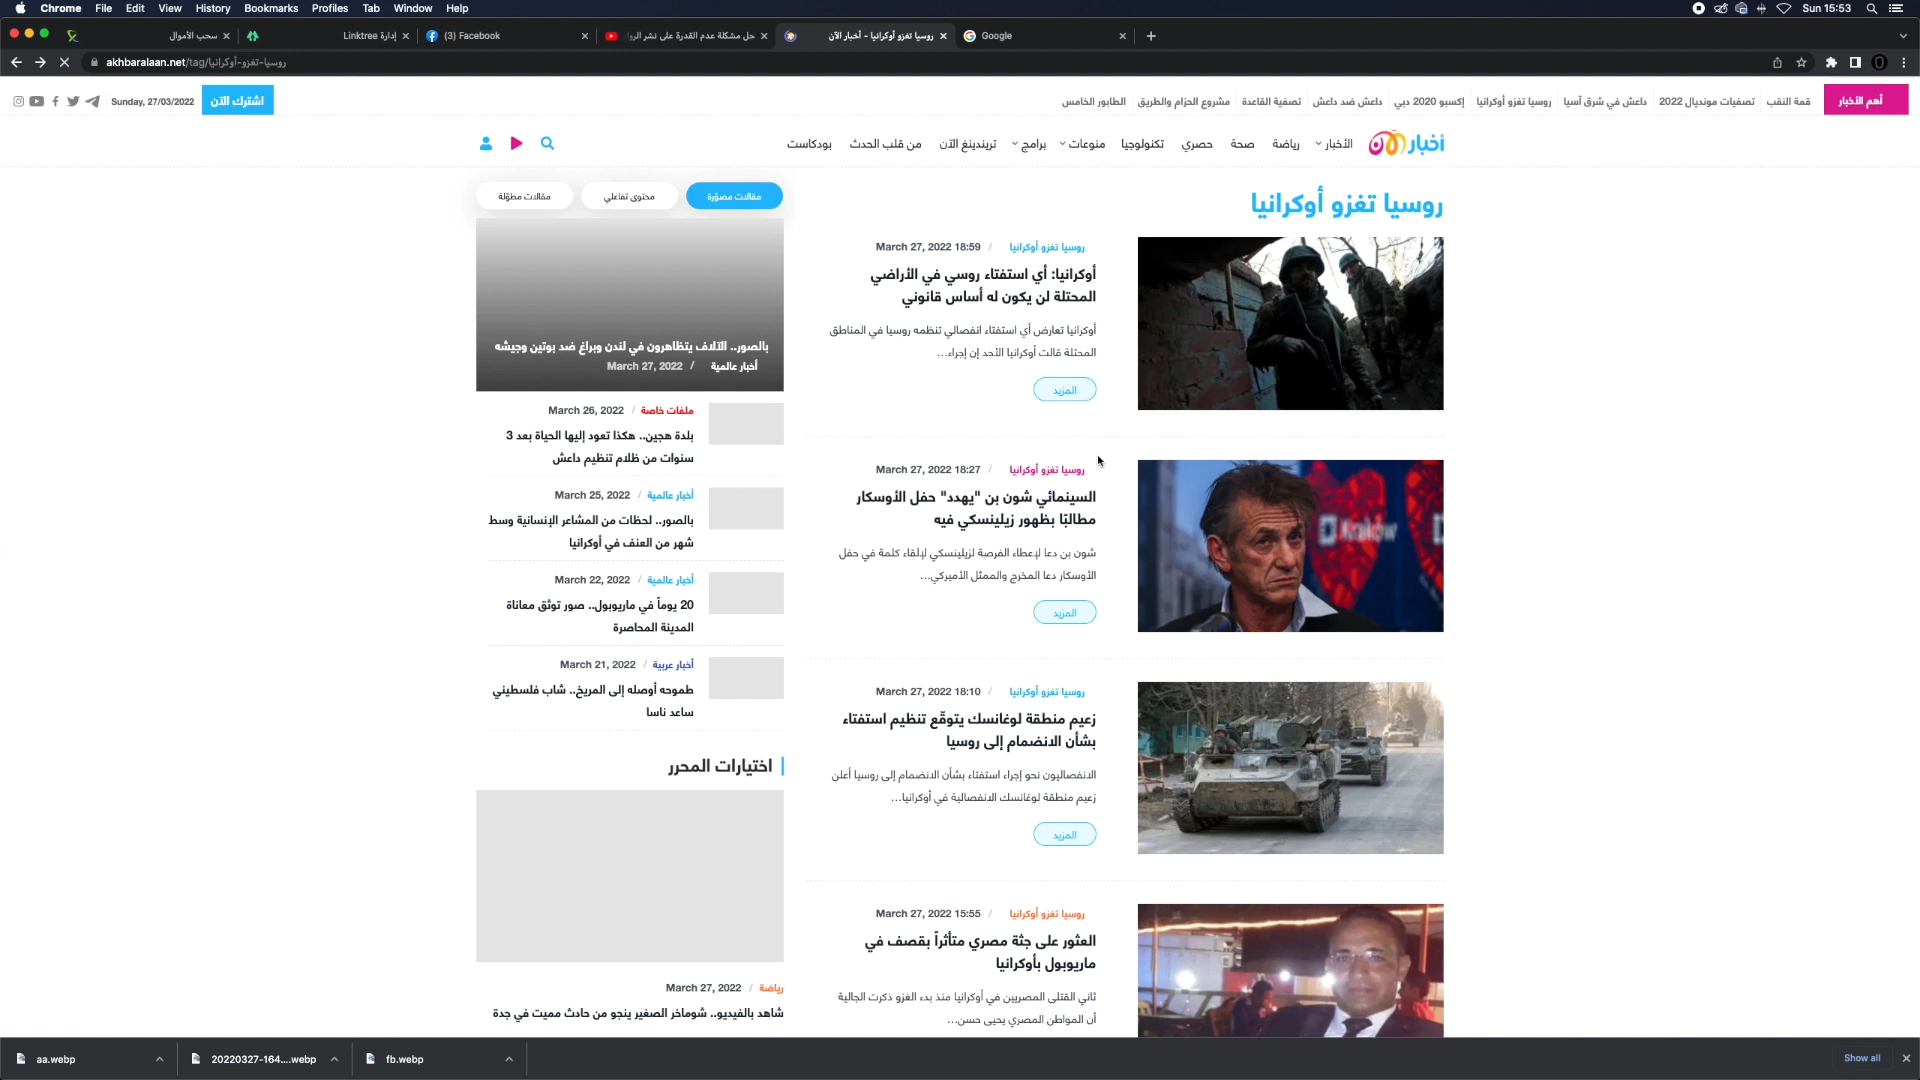 Chrome File Edit View History Bookmarks Profiles Tab Window Help
Sun 15:53
سحب الأموال
إدارة Linktree
(3) Facebook
حل مشكلة عدم القدرة على نشر الروا
روسيا تغزو أوكرانيا - أخبار الآن
Google
akhbaralaan.net/tag/روسيا-تغزو-أوكرانيا
أهم الأخبار
قمة النقب
تصفيات مونديال 2022
داعش في شرق آسيا
روسيا تغزو أوكرانيا
إكسبو 2020 دبي
داعش ضد داعش
تصفية القاعدة
مشروع الحزام والطريق
الطابور الخامس
اشترك الآن
Sunday, 27/03/2022
أخبار الآن
الأخبار
رياضة
صحة
حصري
تكنولوجيا
منوعات
برامج
تريندينغ الآن
من قلب الحدث
بودكاست
روسيا تغزو أوكرانيا
روسيا تغزو أوكرانيا / March 27, 2022 18:59
أوكرانيا: أي استفتاء روسي في الأراضي
المحتلة لن يكون له أساس قانوني
أوكرانيا تعارض أي استفتاء انفصالي تنظمه روسيا في المناطق
المحتلة قالت أوكرانيا الأحد إن إجراء...
المزيد
روسيا تغزو أوكرانيا / March 27, 2022 18:27
السينمائي شون بن "يهدد" حفل الأوسكار
مطالبًا بظهور زيلينسكي فيه
شون بن دعا لإعطاء الفرصة لزيلينسكي لإلقاء كلمة في حفل
الأوسكار دعا المخرج والممثل الأميركي...
المزيد
Kraków
روسيا تغزو أوكرانيا / March 27, 2022 18:10
زعيم منطقة لوغانسك يتوقّع تنظيم استفتاء
بشأن الانضمام إلى روسيا
الانفصاليون نحو إجراء استفتاء بشأن الانضمام إلى روسيا أعلن
زعيم منطقة لوغانسك الانفصالية في أوكرانيا...
المزيد
روسيا تغزو أوكرانيا / March 27, 2022 15:55
العثور على جثة مصري متأثراً بقصف في
ماريوبول بأوكرانيا
ثاني القتلى المصريين في أوكرانيا منذ بدء الغزو ذكرت الجالية
أن المواطن المصري يحيى حسن...
مقالات مصوّرة
محتوى تفاعلي
مقالات مطوّلة
بالصور.. الآلاف يتظاهرون في لندن وبراغ ضد بوتين وجيشه
أخبار عالمية / March 27, 2022
ملفات خاصة / March 26, 2022
بلدة هجين.. هكذا تعود إليها الحياة بعد 3
سنوات من ظلام تنظيم داعش
أخبار عالمية / March 25, 2022
بالصور.. لحظات من المشاعر الإنسانية وسط
شهر من العنف في أوكرانيا
أخبار عالمية / March 22, 2022
20 يوماً في ماريوبول.. صور توثق معاناة
المدينة المحاصرة
أخبار عربية / March 21, 2022
طموحه أوصله إلى المريخ.. شاب فلسطيني
ساعد ناسا
اختيارات المحرر
رياضة / March 27, 2022
شاهد بالفيديو.. شوماخر الصغير ينجو من حادث مميت في جدة
aa.webp
20220327-164....webp
fb.webp
Show all